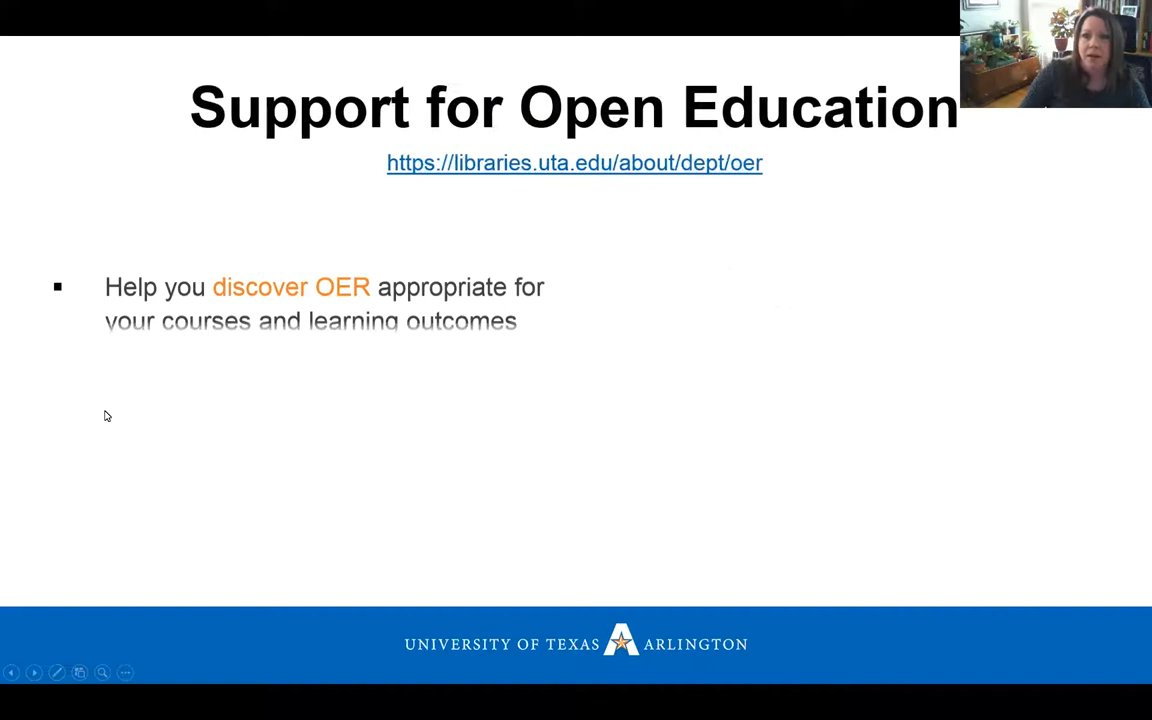 Support for Open Education
https://libraries.uta.edu/about/dept/oer
▪ Help you discover OER appropriate for
your courses and learning outcomes
UNIVERSITY OF TEXAS A ARLINGTON